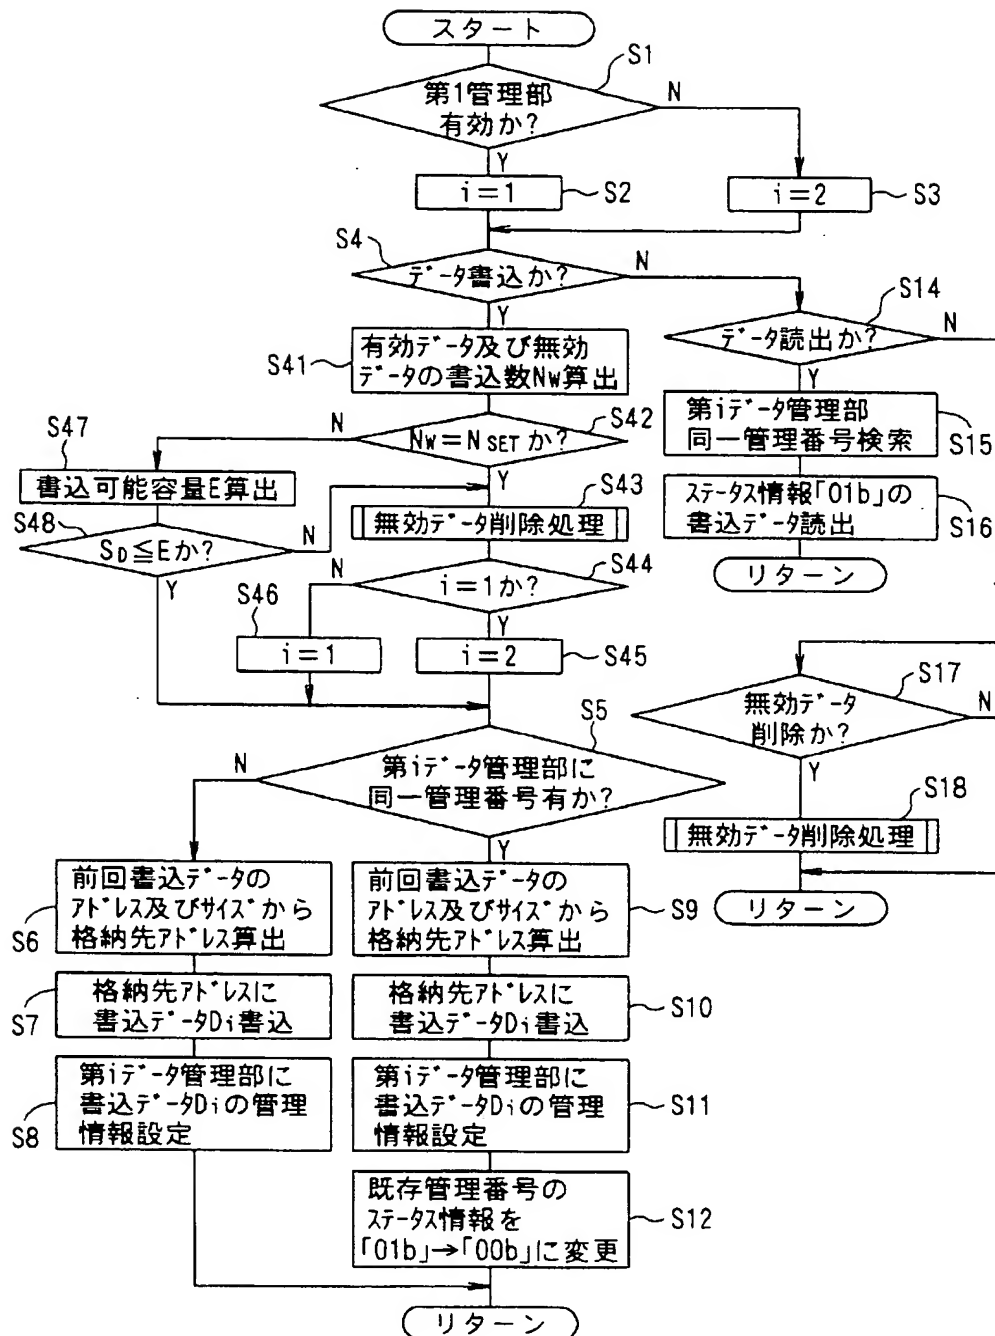 スタート
S1
第1管理部
有効か?
N
Y
i=1
S2
i=2
S3
S4
データ書込か?
N
Y
S14
データ読出か?
N
Y
S41
有効データ及び無効
データの書込数Nw算出
第iデータ管理部
同一管理番号検索
S15
S42
NW=NSETか?
N
Y
S47
書込可能容量E算出
S43
無効データ削除処理
ステータス情報「01b」の
書込データ読出
S16
リターン
S48
SD≦Eか?
N
Y
S44
i=1か?
N
Y
S46
i=1
i=2
S45
S17
無効データ
削除か?
N
Y
S18
無効データ削除処理
リターン
S5
第iデータ管理部に
同一管理番号有か?
N
Y
前回書込データの
アドレス及びサイズから
格納先アドレス算出
S6
前回書込データの
アドレス及びサイズから
格納先アドレス算出
S9
格納先アドレスに
書込データDi書込
S7
格納先アドレスに
書込データDi書込
S10
第iデータ管理部に
書込データDiの管理
情報設定
S8
第iデータ管理部に
書込データDiの管理
情報設定
S11
既存管理番号の
ステータス情報を
「01b」→「00b」に変更
S12
リターン